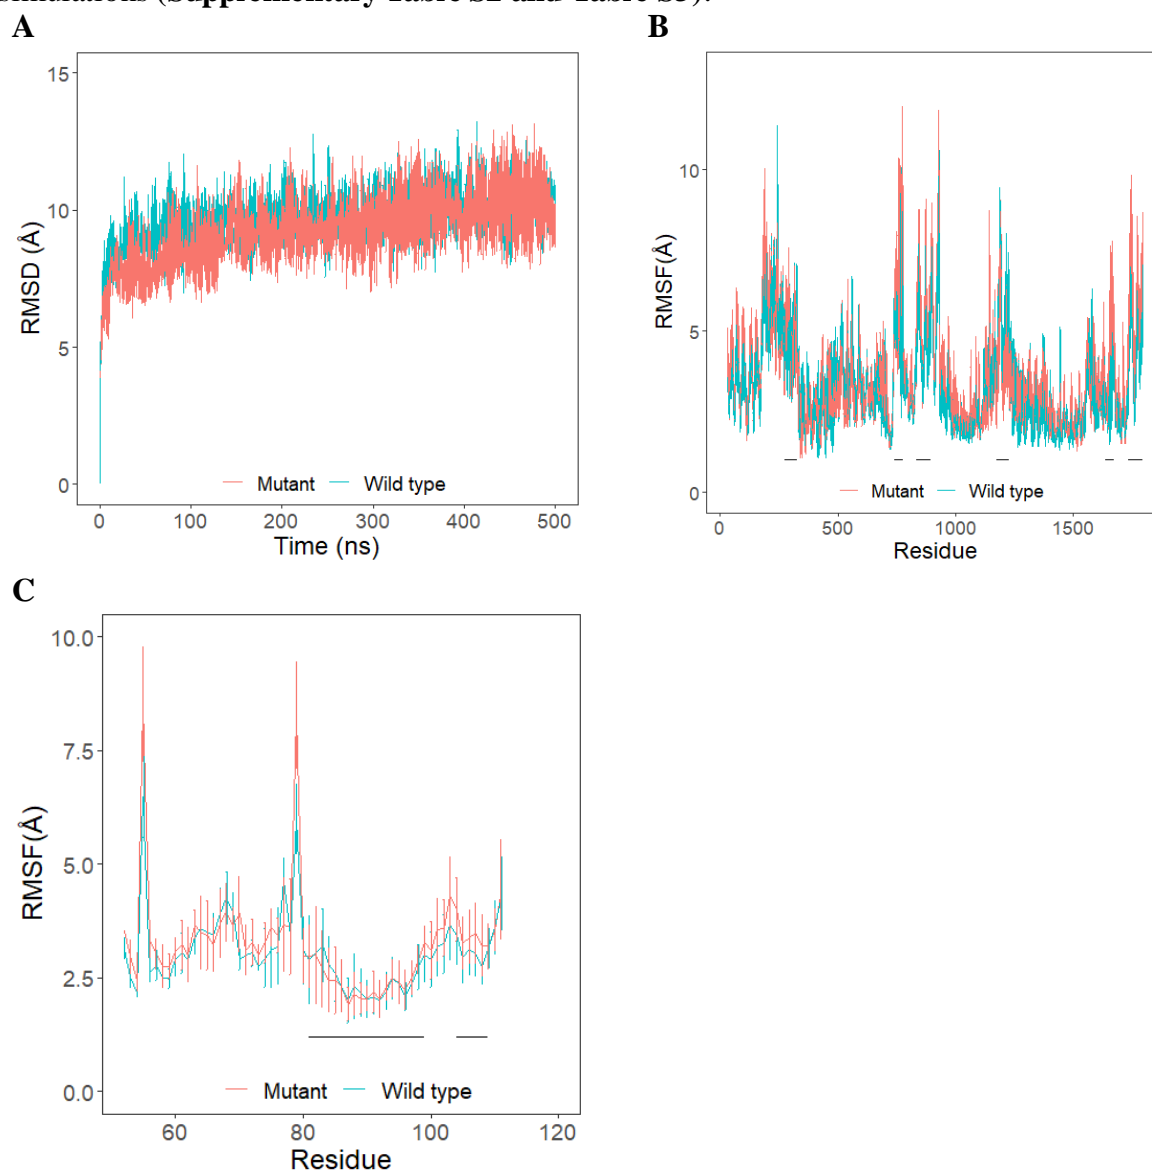 A
B
15
10
5
0
RMSD (Å)
Mutant Wild type
0 100 200 300 400 500
Time (ns)
10
5
0
RMSF(Å)
Mutant Wild type
0 500 1000 1500
Residue
C
10.0
7.5
5.0
2.5
0.0
RMSF(Å)
Mutant Wild type
60 80 100 120
Residue